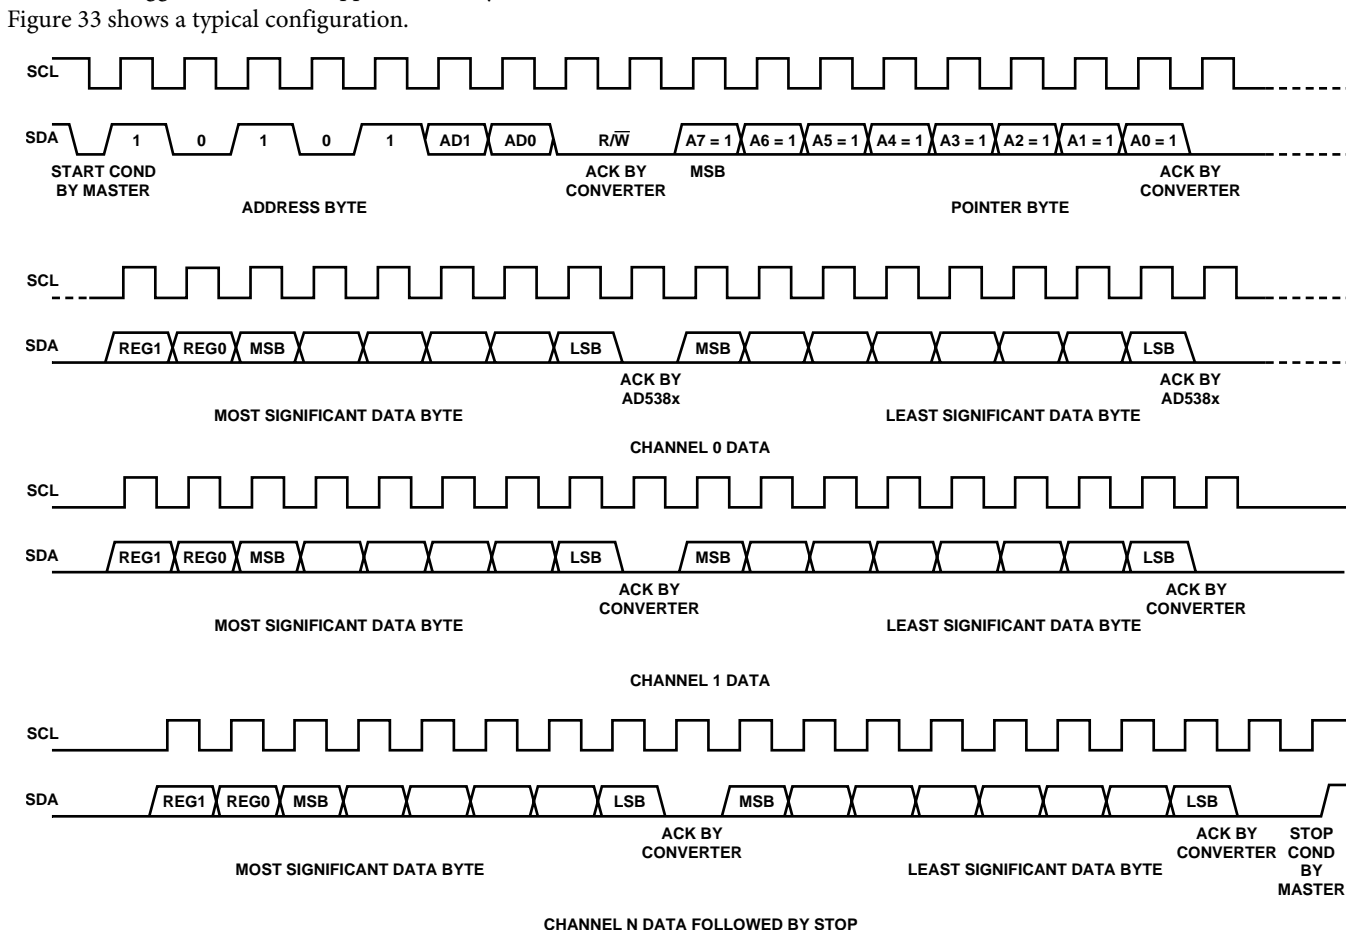 Figure 33 shows a typical configuration.
SCL
SDA 1 0 1 0 1 AD1 AD0 R/W̅ A7 = 1 A6 = 1 A5 = 1 A4 = 1 A3 = 1 A2 = 1 A1 = 1 A0 = 1
START COND BY MASTER
ACK BY CONVERTER
MSB
ACK BY CONVERTER
ADDRESS BYTE
POINTER BYTE
SCL
SDA REG1 REG0 MSB LSB MSB LSB
ACK BY AD538x
ACK BY AD538x
MOST SIGNIFICANT DATA BYTE
LEAST SIGNIFICANT DATA BYTE
CHANNEL 0 DATA
SCL
SDA REG1 REG0 MSB LSB MSB LSB
ACK BY CONVERTER
ACK BY CONVERTER
MOST SIGNIFICANT DATA BYTE
LEAST SIGNIFICANT DATA BYTE
CHANNEL 1 DATA
SCL
SDA REG1 REG0 MSB LSB MSB LSB
ACK BY CONVERTER
ACK BY CONVERTER
STOP COND BY MASTER
MOST SIGNIFICANT DATA BYTE
LEAST SIGNIFICANT DATA BYTE
CHANNEL N DATA FOLLOWED BY STOP